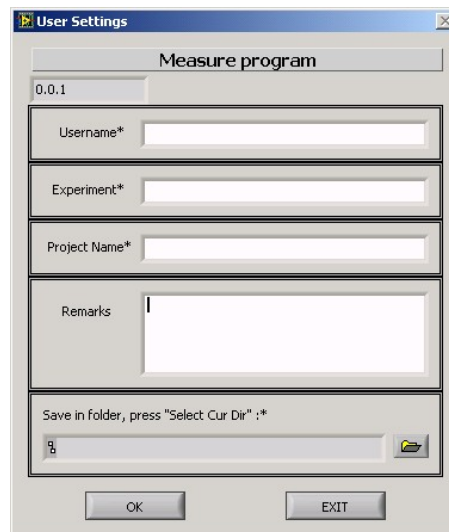 User Settings
Measure program
0.0.1
Username*
Experiment*
Project Name*
Remarks
Save in folder, press "Select Cur Dir" :*
OK
EXIT